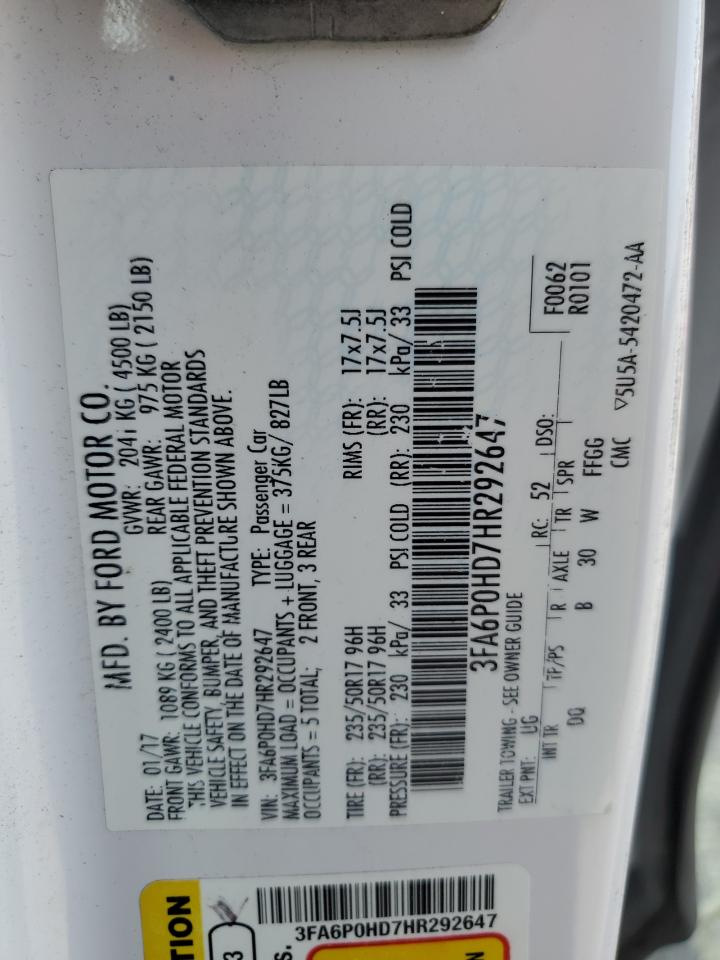 MFD. BY FORD MOTOR CO.
DATE: 01/17 GVWR: 2041 KG ( 4500 LB)
FRONT GAWR: 1089 KG ( 2400 LB) REAR GAWR: 975 KG ( 2150 LB)
THIS VEHICLE CONFORMS TO ALL APPLICABLE FEDERAL MOTOR
VEHICLE SAFETY, BUMPER, AND THEFT PREVENTION STANDARDS
IN EFFECT ON THE DATE OF MANUFACTURE SHOWN ABOVE.
VIN: 3FA6P0HD7HR292647 TYPE: Passenger Car
MAXIMUM LOAD = OCCUPANTS + LUGGAGE = 375KG/ 827LB
OCCUPANTS = 5 TOTAL; 2 FRONT, 3 REAR
TIRE (FR): 235/50R17 96H RIMS (FR): 17x7.5J
(RR): 235/50R17 96H (RR): 17x7.5J
PRESSURE (FR): 230 kPa/ 33 PSI COLD (RR): 230 kPa/ 33 PSI COLD
3FA6P0HD7HR292647
TRAILER TOWING - SEE OWNER GUIDE F0062
EXT PNT: UG RC: 52 DSO: R0101
INT TR TP/PS R AXLE TR SPR
DQ B 30 W FFGG
CMC ▽5U5A-5420472-AA
TION
3
3FA6P0HD7HR292647
S.
N